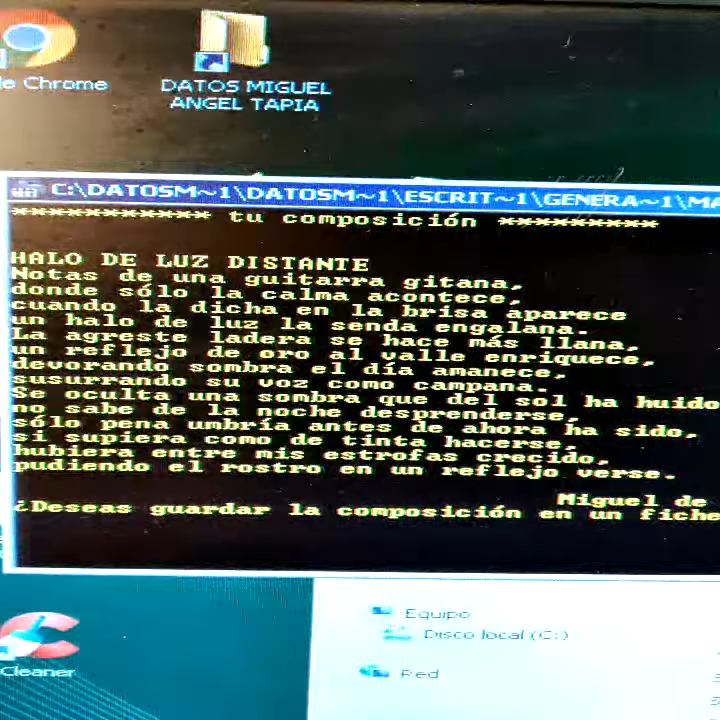 le Chrome
DATOS MIGUEL
ANGEL TAPIA
C:\DATOSM~1\DATOSM~1\ESCRIT~1\GENERA~1\MA
*********** tu composición *********
HALO DE LUZ DISTANTE
Notas de una guitarra gitana,
donde sólo la calma acontece,
cuando la dicha en la brisa aparece
un halo de luz la senda engalana.
La agreste ladera se hace más llana,
un reflejo de oro al valle enriquece,
devorando sombra el día amanece,
susurrando su voz como campana.
Se oculta una sombra que del sol ha huido
no sabe de la noche desprenderse,
sólo pena umbría antes de ahora ha sido,
si supiera como de tinta hacerse,
hubiera entre mis estrofas crecido,
pudiendo el rostro en un reflejo verse.
Miguel de
¿Deseas guardar la composición en un fiche
Equipo
Disco local (C:)
Red
Cleaner